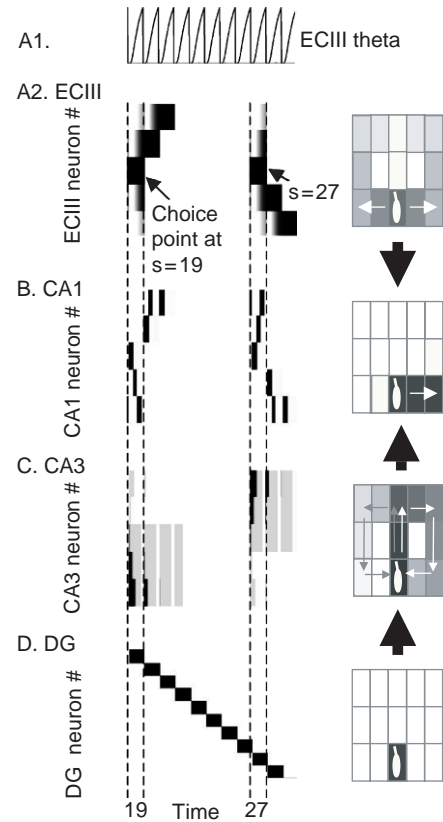 A1.
ECIII theta
A2. ECIII
ECIII neuron #
s=27
Choice
point at
s=19
B. CA1
CA1 neuron #
C. CA3
CA3 neuron #
D. DG
DG neuron #
19 Time 27